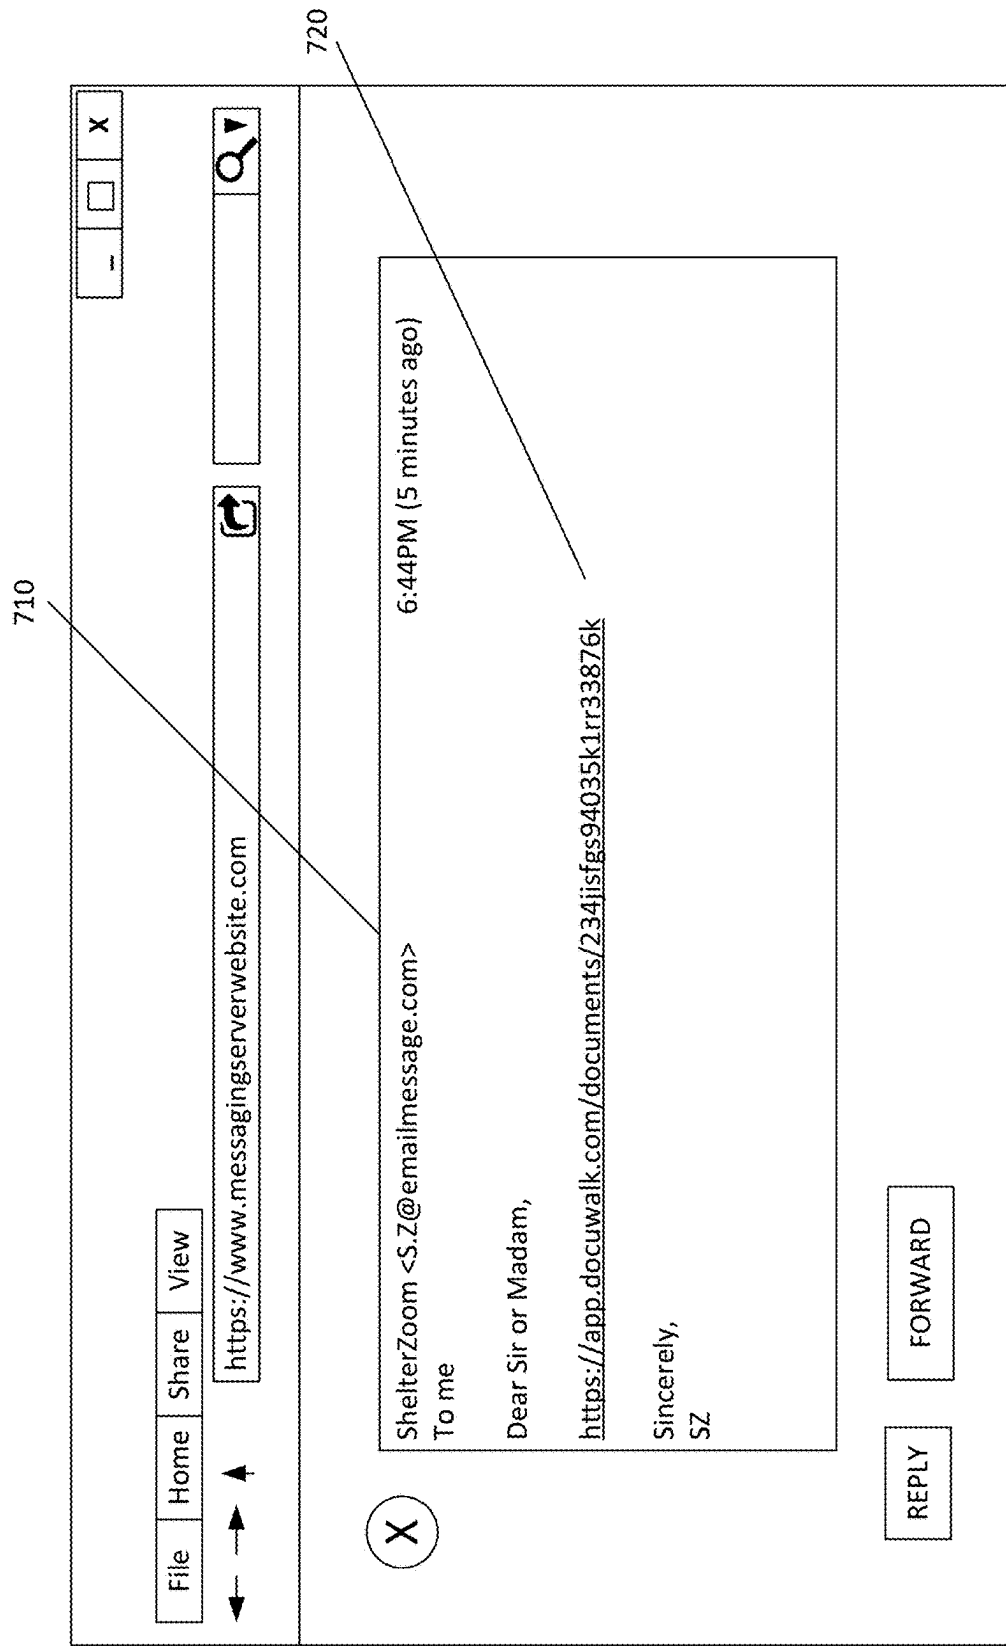 710
720
– □ X
File Home Share View
https://www.messagingserverwebsite.com
ShelterZoom <S.Z@emailmessage.com> 6:44PM (5 minutes ago)
To me
Dear Sir or Madam,
https://app.docuwalk.com/documents/234jisfgs94035k1rr33876k
Sincerely,
SZ
X
REPLY FORWARD